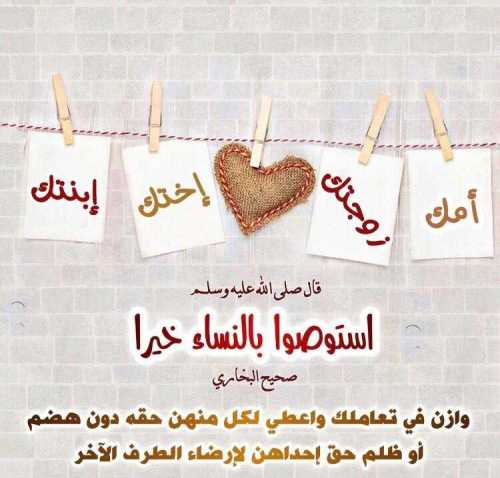 أمك
زوجتك
إختك
إبنتك
قال صلى الله عليه وسلم
استوصوا بالنساء خيرا
صحيح البخاري
وازن في تعاملك واعطي لكل منهن حقه دون هضم
أو ظلم حق إحداهن لإرضاء الطرف الآخر